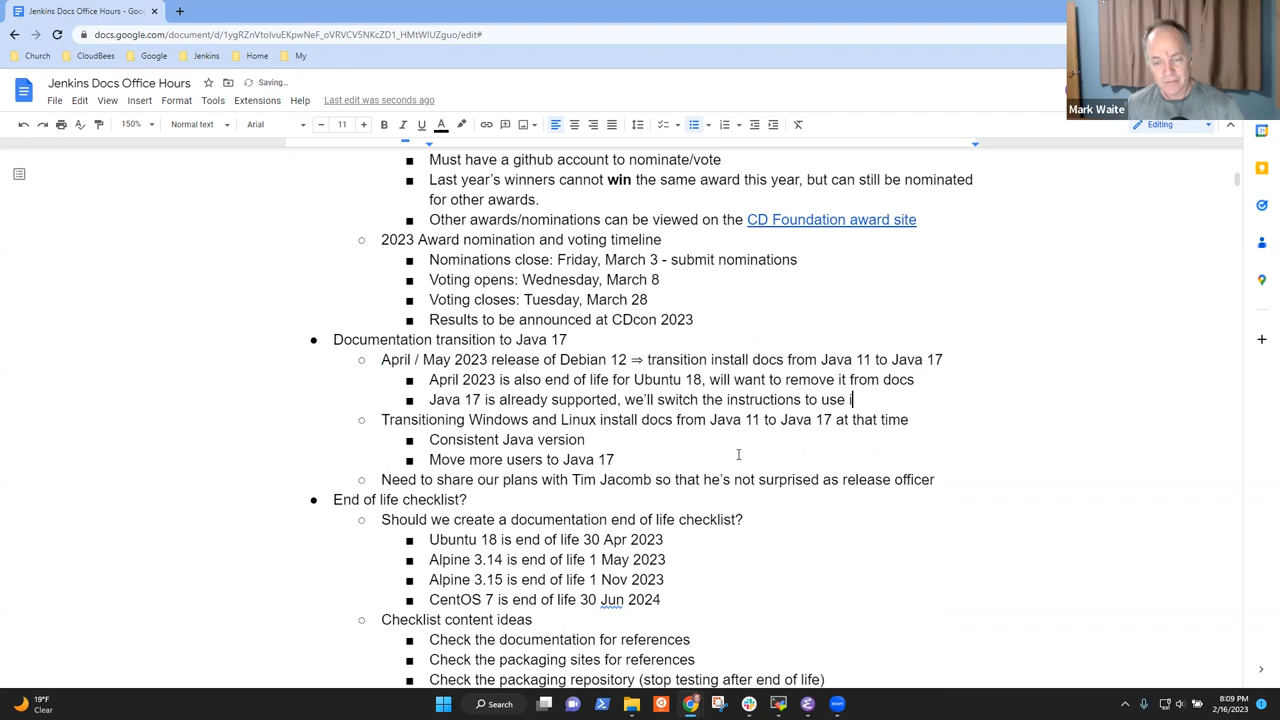 Jenkins Docs Office Hours - Goo
docs.google.com/document/d/1ygRZnVtoIvuEKpwNeF_oVRVCV5NKcZD1_HMtWIUZguo/edit#
Church CloudBees Google Jenkins Home My
Jenkins Docs Office Hours Saving...
File Edit View Insert Format Tools Extensions Help Last edit was seconds ago
Mark Waite
150% Normal text Arial 11 Editing
Must have a github account to nominate/vote
Last year's winners cannot win the same award this year, but can still be nominated
for other awards.
Other awards/nominations can be viewed on the CD Foundation award site
2023 Award nomination and voting timeline
Nominations close: Friday, March 3 - submit nominations
Voting opens: Wednesday, March 8
Voting closes: Tuesday, March 28
Results to be announced at CDcon 2023
Documentation transition to Java 17
April / May 2023 release of Debian 12 ⇒ transition install docs from Java 11 to Java 17
April 2023 is also end of life for Ubuntu 18, will want to remove it from docs
Java 17 is already supported, we'll switch the instructions to use i
Transitioning Windows and Linux install docs from Java 11 to Java 17 at that time
Consistent Java version
Move more users to Java 17
Need to share our plans with Tim Jacomb so that he's not surprised as release officer
End of life checklist?
Should we create a documentation end of life checklist?
Ubuntu 18 is end of life 30 Apr 2023
Alpine 3.14 is end of life 1 May 2023
Alpine 3.15 is end of life 1 Nov 2023
CentOS 7 is end of life 30 Jun 2024
Checklist content ideas
Check the documentation for references
Check the packaging sites for references
Check the packaging repository (stop testing after end of life)
19°F
Clear
Search
8:09 PM
2/16/2023